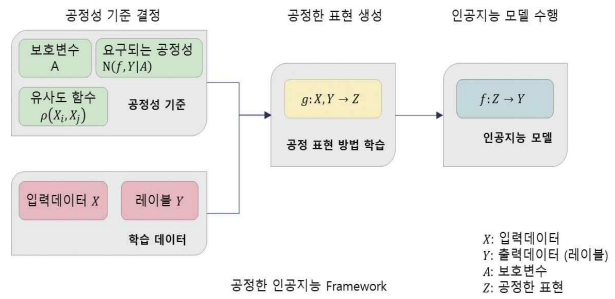 공정성 기준 결정
공정한 표현 생성
인공지능 모델 수행
보호변수
A
요구되는 공정성
N(f,Y|A)
유사도 함수
ρ(X_i,X_j)
공정성 기준
g:X,Y → Z
공정 표현 방법 학습
f:Z → Y
인공지능 모델
입력데이터 X
레이블 Y
학습 데이터
X: 입력데이터
Y: 출력데이터 (레이블)
A: 보호변수
Z: 공정한 표현
공정한 인공지능 Framework